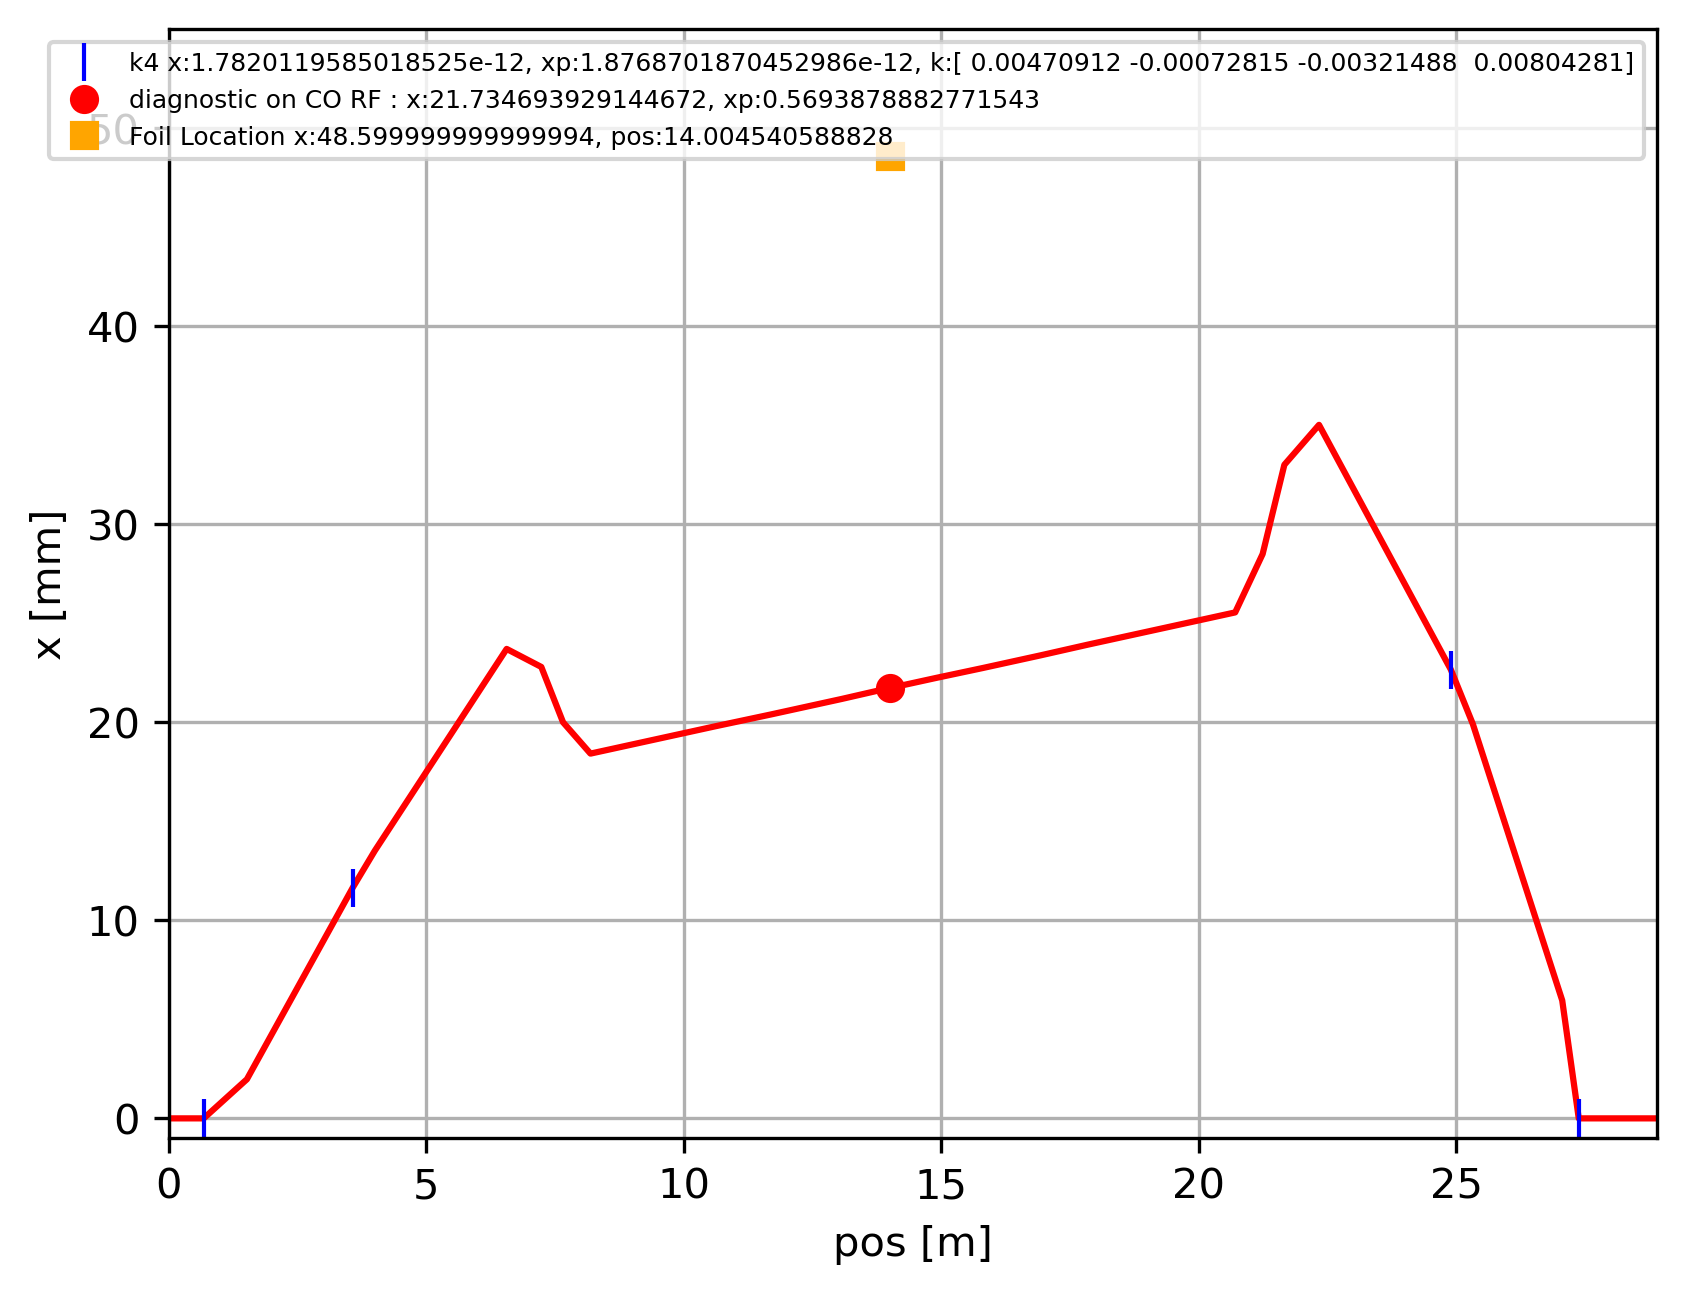 k4 x:1.7820119585018525e-12, xp:1.8768701870452986e-12, k:[ 0.00470912 -0.00072815 -0.00321488  0.00804281]
diagnostic on CO RF : x:21.734693929144672, xp:0.5693878882771543
Foil Location x:48.599999999999994, pos:14.004540588828
50
40
30
20
10
0
x [mm]
0 5 10 15 20 25
pos [m]